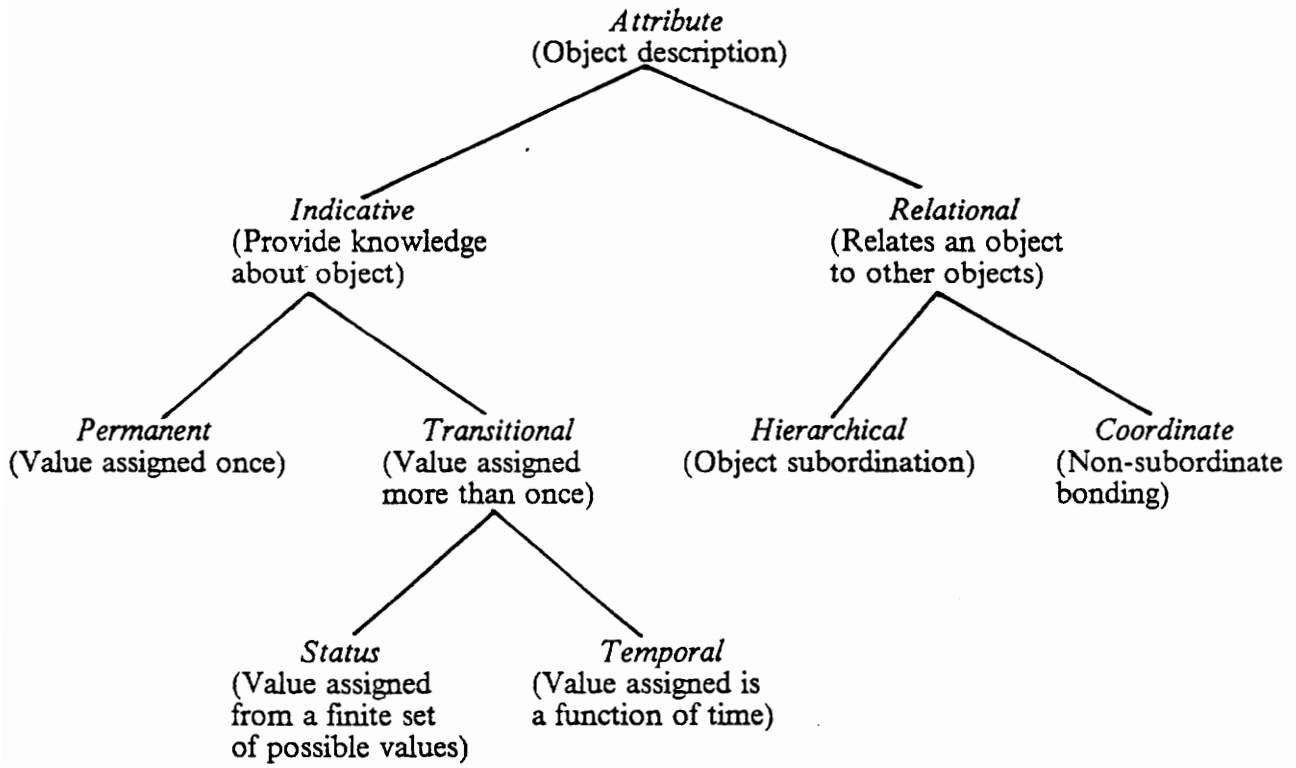 Attribute
(Object description)
Indicative
(Provide knowledge
about object)
Relational
(Relates an object
to other objects)
Permanent
(Value assigned once)
Transitional
(Value assigned
more than once)
Hierarchical
(Object subordination)
Coordinate
(Non-subordinate
bonding)
Status
(Value assigned
from a finite set
of possible values)
Temporal
(Value assigned is
a function of time)